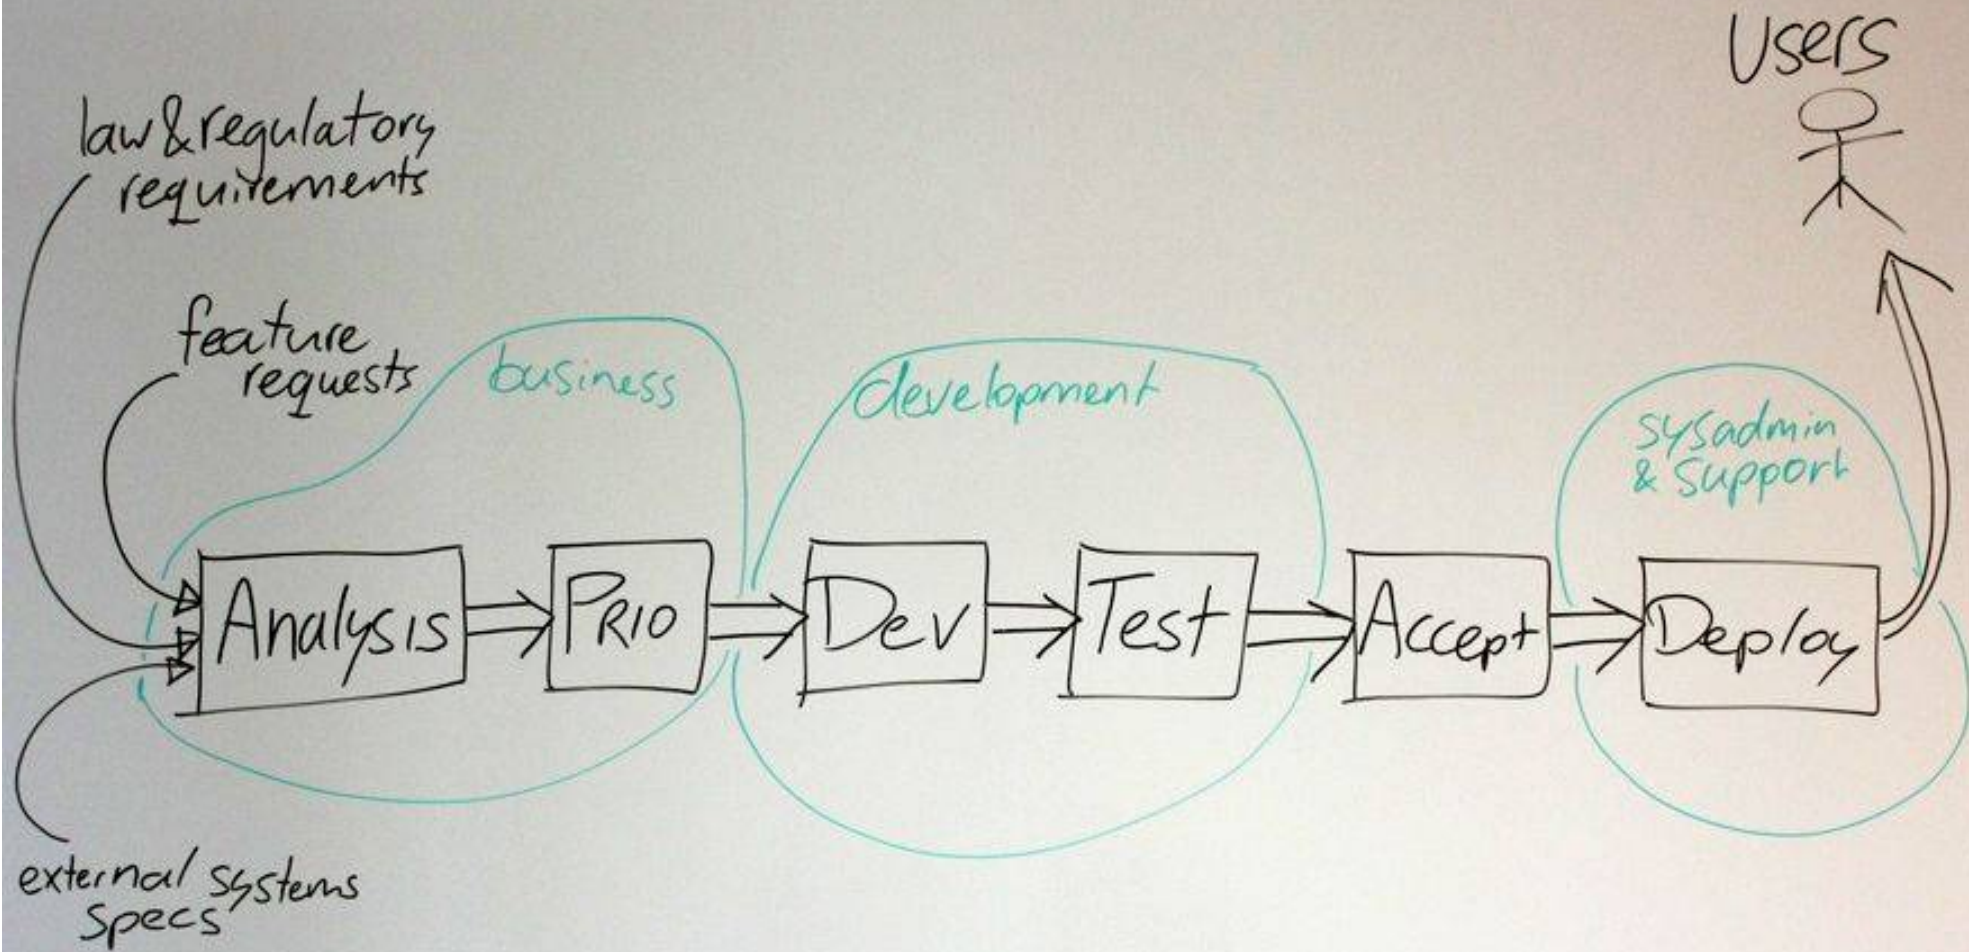 Users
law & regulatory
requirements
feature
requests
business
development
sysadmin
& support
Analysis
PRIO
Dev
Test
Accept
Deploy
external systems
specs